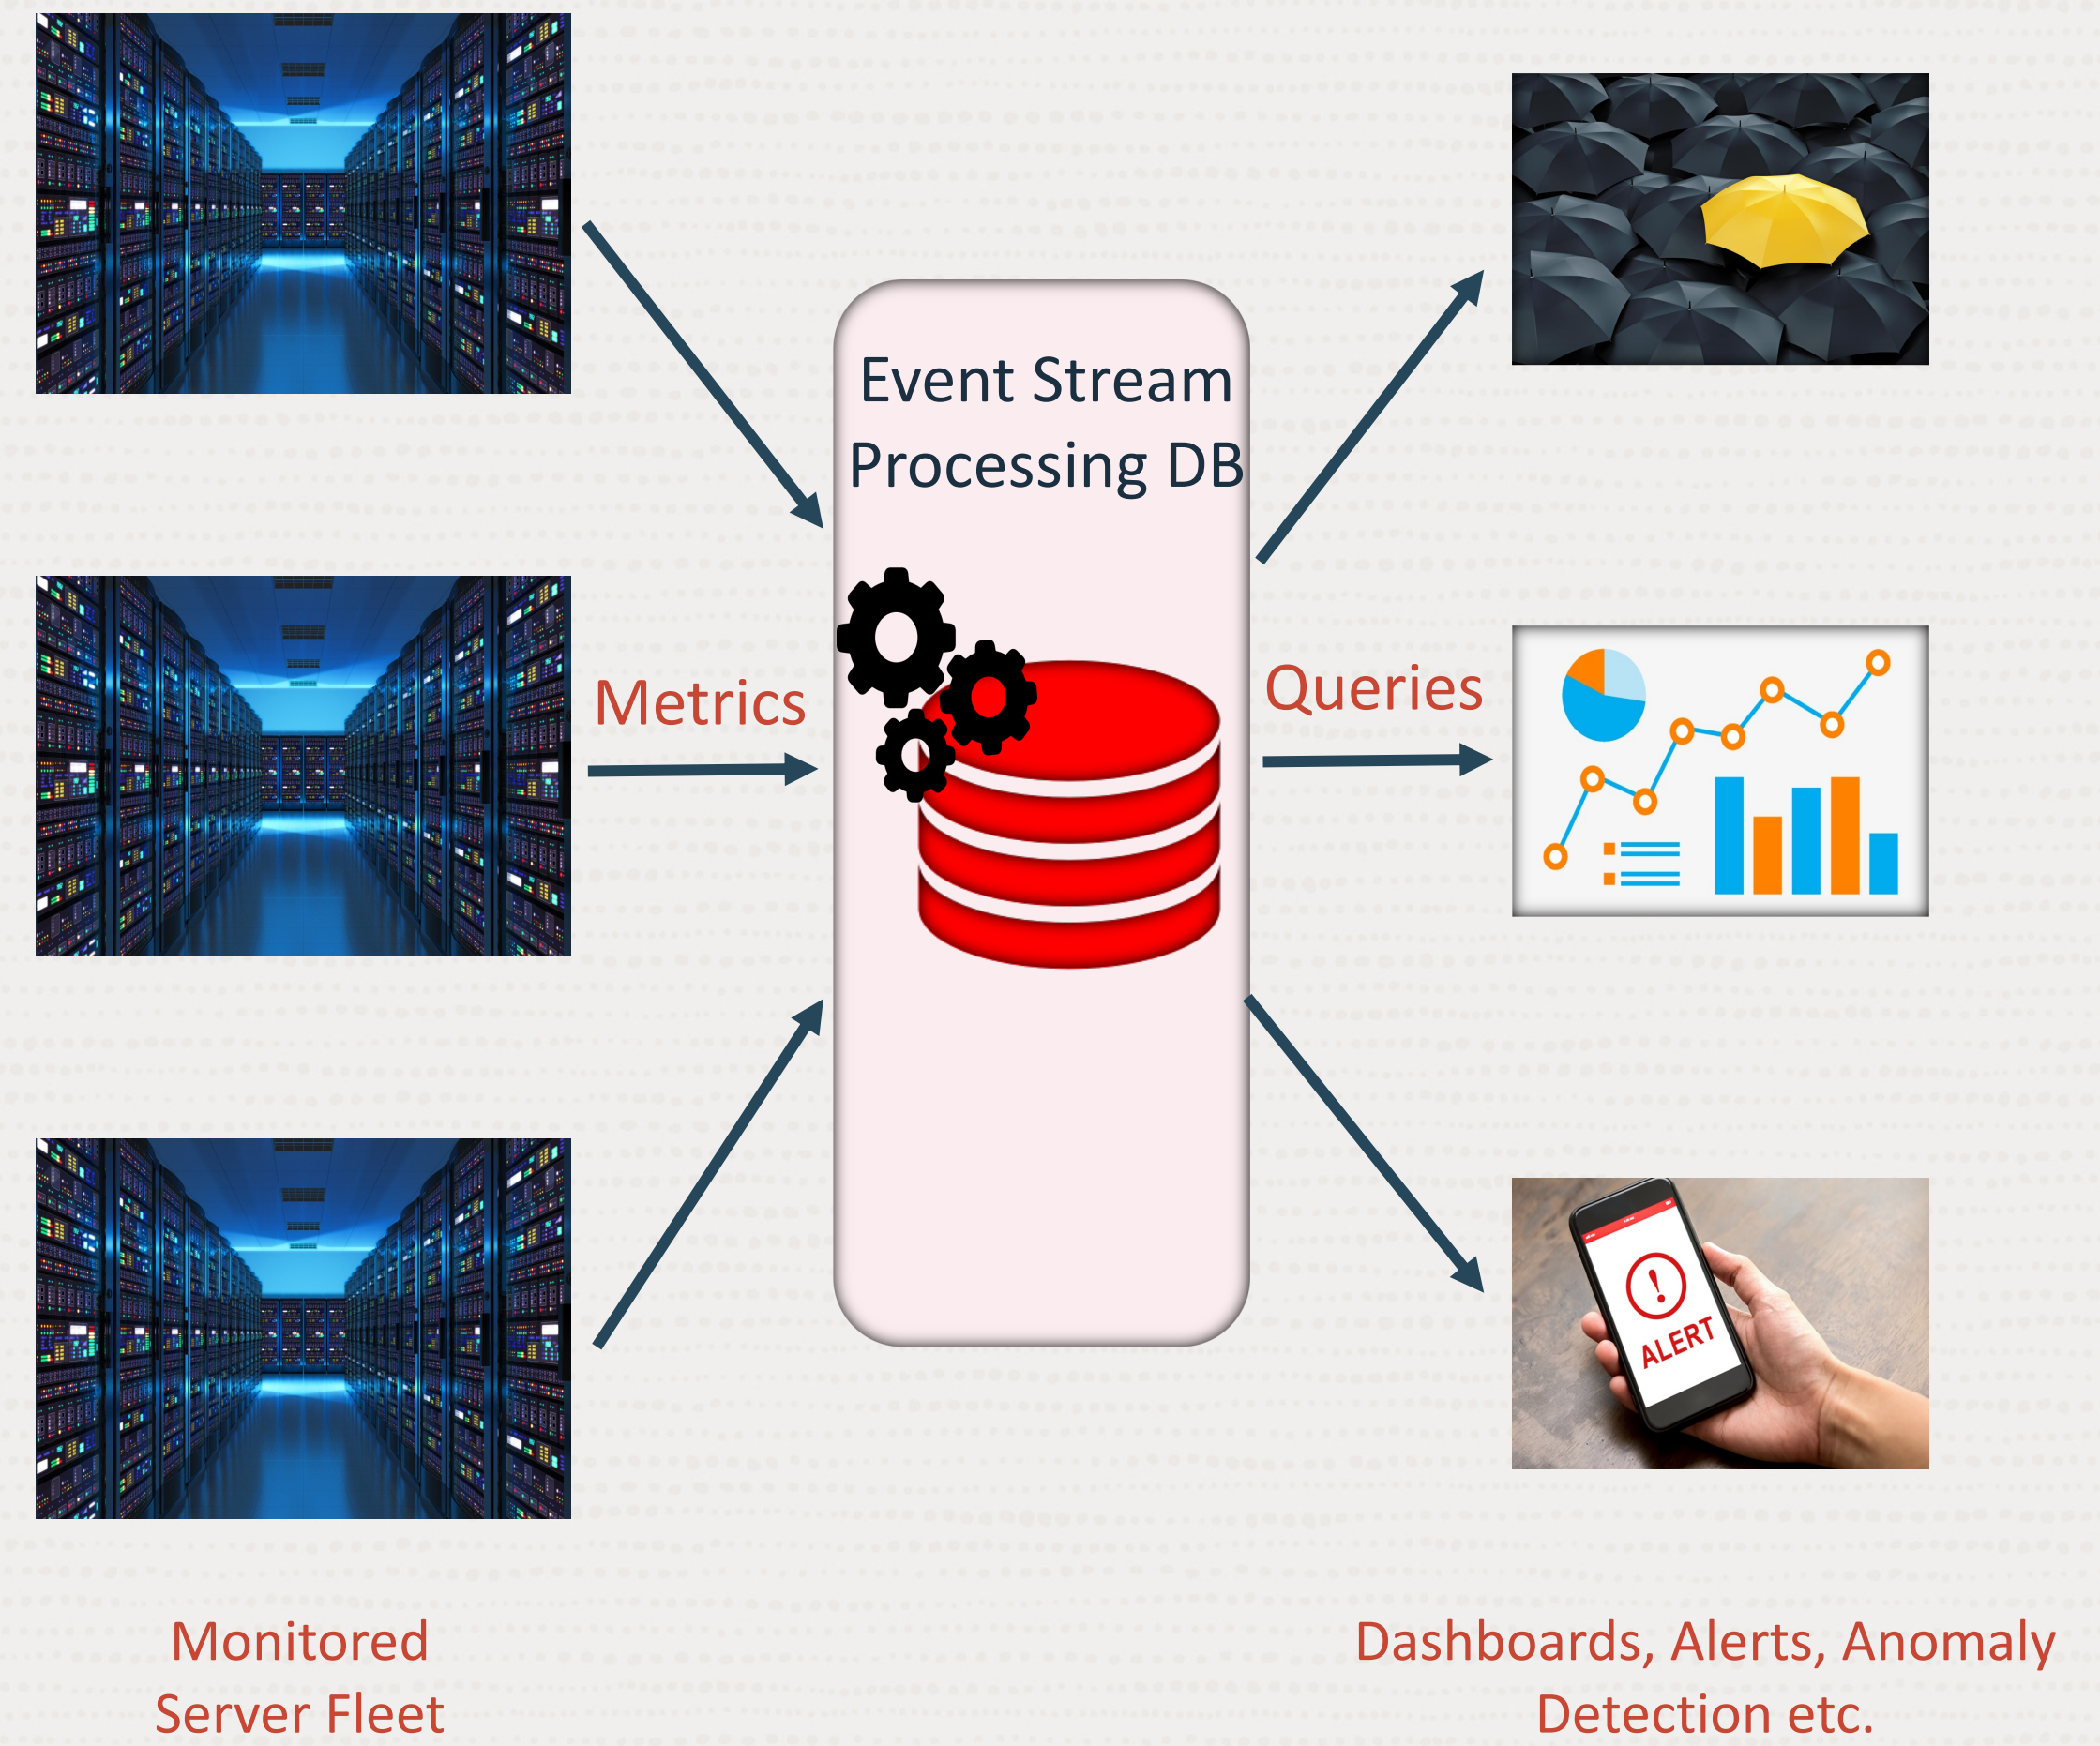 Event Stream
Processing DB
Metrics
Queries
ALERT
Monitored
Server Fleet
Dashboards, Alerts, Anomaly
Detection etc.